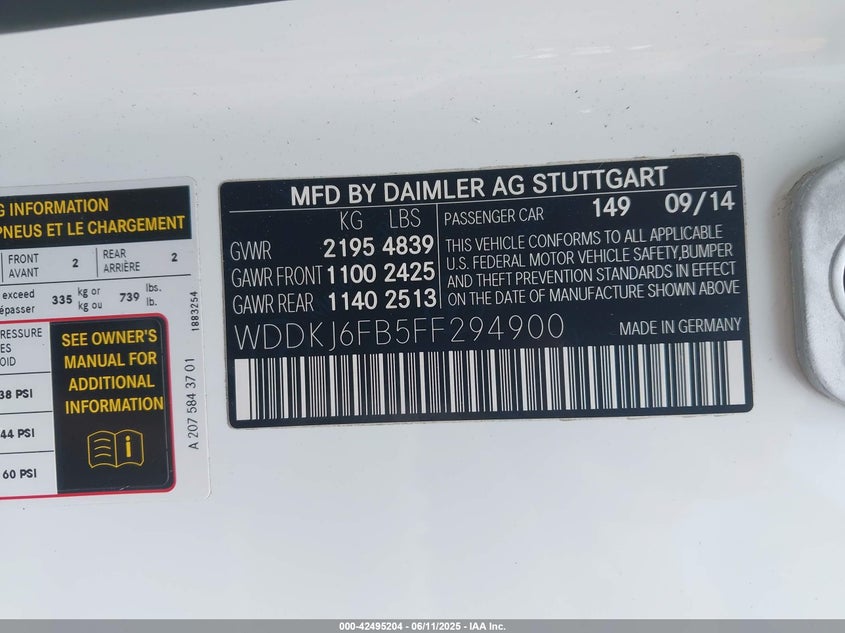 G INFORMATION
PNEUS ET LE CHARGEMENT
FRONT
AVANT
2
REAR
ARRIÈRE
2
exceed
épasser
335
kg or
kg ou
739
lbs.
lb.
RESSURE
ES
OID
38 PSI
44 PSI
60 PSI
SEE OWNER'S
MANUAL FOR
ADDITIONAL
INFORMATION
i
1883254
A 207 584 37 01
MFD BY DAIMLER AG STUTTGART
KG LBS
GVWR 2195 4839
GAWR FRONT 1100 2425
GAWR REAR 1140 2513
PASSENGER CAR 149 09/14
THIS VEHICLE CONFORMS TO ALL APPLICABLE
U.S. FEDERAL MOTOR VEHICLE SAFETY,BUMPER
AND THEFT PREVENTION STANDARDS IN EFFECT
ON THE DATE OF MANUFACTURE SHOWN ABOVE
WDDKJ6FB5FF294900
MADE IN GERMANY
000-42495204 - 06/11/2025 - IAA Inc.